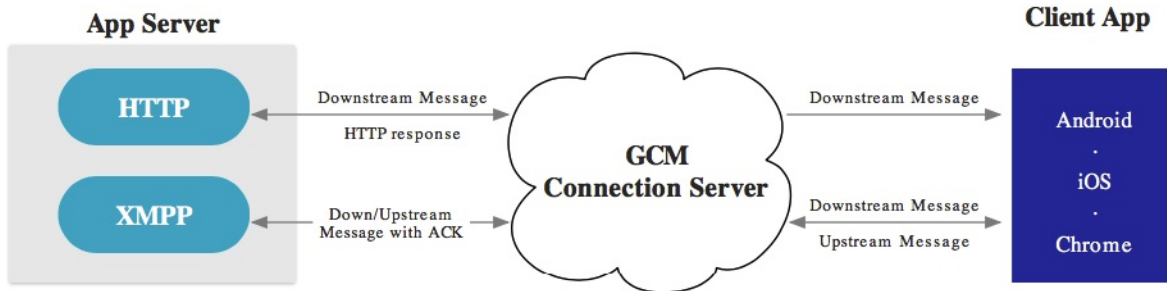 App Server
HTTP
XMPP
Downstream Message
HTTP response
Down/Upstream
Message with ACK
GCM
Connection Server
Downstream Message
Downstream Message
Upstream Message
Client App
Android
·
iOS
·
Chrome